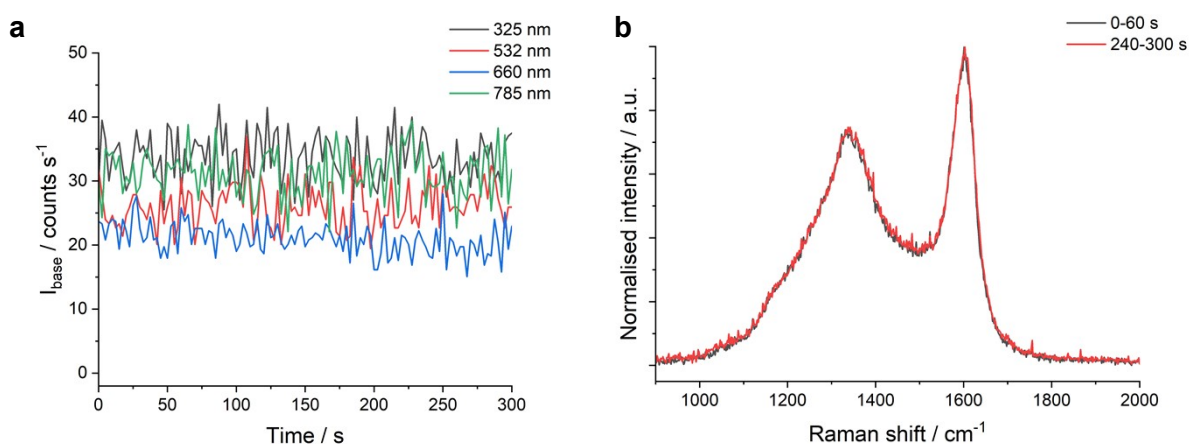 a
325 nm
532 nm
660 nm
785 nm
50
40
30
20
10
0
I_base / counts s⁻¹
0 50 100 150 200 250 300
Time / s
b
0-60 s
240-300 s
Normalised intensity / a.u.
1000 1200 1400 1600 1800 2000
Raman shift / cm⁻¹